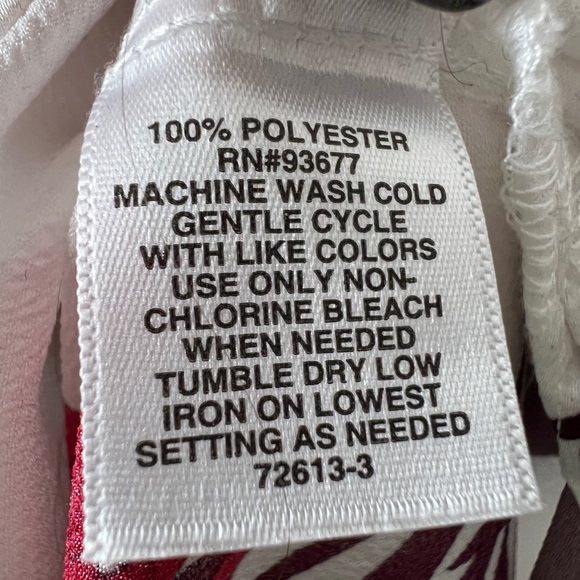 100% POLYESTER
RN#93677
MACHINE WASH COLD
GENTLE CYCLE
WITH LIKE COLORS
USE ONLY NON-
CHLORINE BLEACH
WHEN NEEDED
TUMBLE DRY LOW
IRON ON LOWEST
SETTING AS NEEDED
72613-3